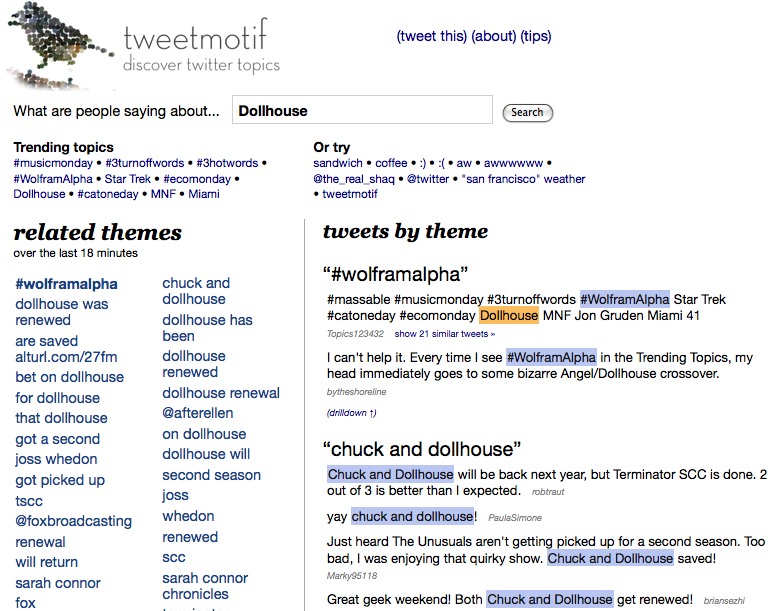 tweetmotif
discover twitter topics
(tweet this) (about) (tips)
What are people saying about... Dollhouse Search
Trending topics
#musicmonday • #3turnoffwords • #3hotwords •
#WolframAlpha • Star Trek • #ecomonday •
Dollhouse • #catoneday • MNF • Miami
Or try
sandwich • coffee • :) • :( • aw • awwwwww •
@the_real_shaq • @twitter • "san francisco" weather
• tweetmotif
related themes
over the last 18 minutes
#wolframalpha
dollhouse was
renewed
are saved
alturl.com/27fm
bet on dollhouse
for dollhouse
that dollhouse
got a second
joss whedon
got picked up
tscc
@foxbroadcasting
renewal
will return
sarah connor
fox
chuck and
dollhouse
dollhouse has
been
dollhouse
renewed
dollhouse renewal
@afterellen
on dollhouse
dollhouse will
second season
joss
whedon
renewed
scc
sarah connor
chronicles
tweets by theme
“#wolframalpha”
#massable #musicmonday #3turnoffwords #WolframAlpha Star Trek
#catoneday #ecomonday Dollhouse MNF Jon Gruden Miami 41
Topics123432 show 21 similar tweets »
I can't help it. Every time I see #WolframAlpha in the Trending Topics, my
head immediately goes to some bizarre Angel/Dollhouse crossover.
bytheshoreline
(drilldown ↑)
“chuck and dollhouse”
Chuck and Dollhouse will be back next year, but Terminator SCC is done. 2
out of 3 is better than I expected. robtraut
yay chuck and dollhouse! PaulaSimone
Just heard The Unusuals aren't getting picked up for a second season. Too
bad, I was enjoying that quirky show. Chuck and Dollhouse saved!
Marky95118
Great geek weekend! Both Chuck and Dollhouse get renewed! briansezhi